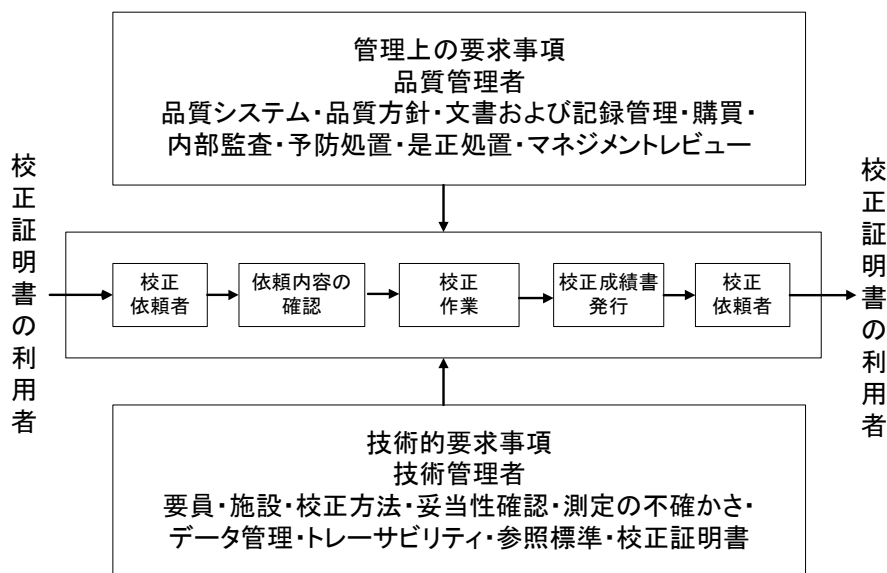 管理上の要求事項
品質管理者
品質システム・品質方針・文書および記録管理・購買・
内部監査・予防処置・是正処置・マネジメントレビュー
校正証明書の利用者
校正
依頼者
依頼内容の
確認
校正
作業
校正成績書
発行
校正
依頼者
校正証明書の利用者
技術的要求事項
技術管理者
要員・施設・校正方法・妥当性確認・測定の不確かさ・
データ管理・トレーサビリティ・参照標準・校正証明書